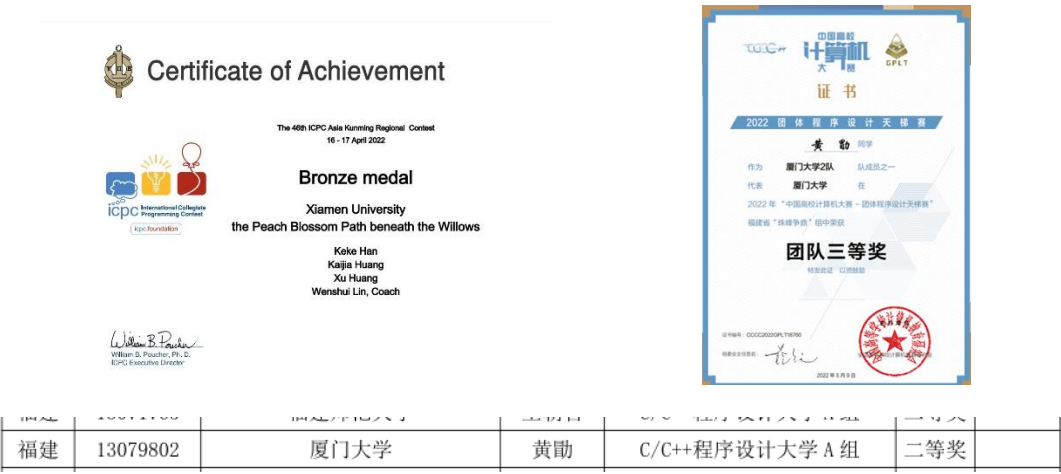 Certificate of Achievement
The 46th ICPC Asia Kunming Regional Contest
16 - 17 April 2022
Bronze medal
icpc International Collegiate
Programming Contest
icpc.foundation
Xiamen University
the Peach Blossom Path beneath the Willows
Keke Han
Kaijia Huang
Xu Huang
Wenshui Lin, Coach
William B. Poucher, Ph. D.
ICPC Executive Director
中国高校
计算机
大赛
GPLT
证书
2022 团体程序设计天梯赛
黄勖 同学
作为 厦门大学2队 队成员之一
代表 厦门大学 在
2022 年 “中国高校计算机大赛 - 团体程序设计天梯赛”
福建省 “珠峰争鼎” 组中荣获
团队三等奖
特发此证 以资鼓励
2022 年 5 月 9 日
福建 13079802 厦门大学 黄勖 C/C++程序设计大学 A 组 二等奖